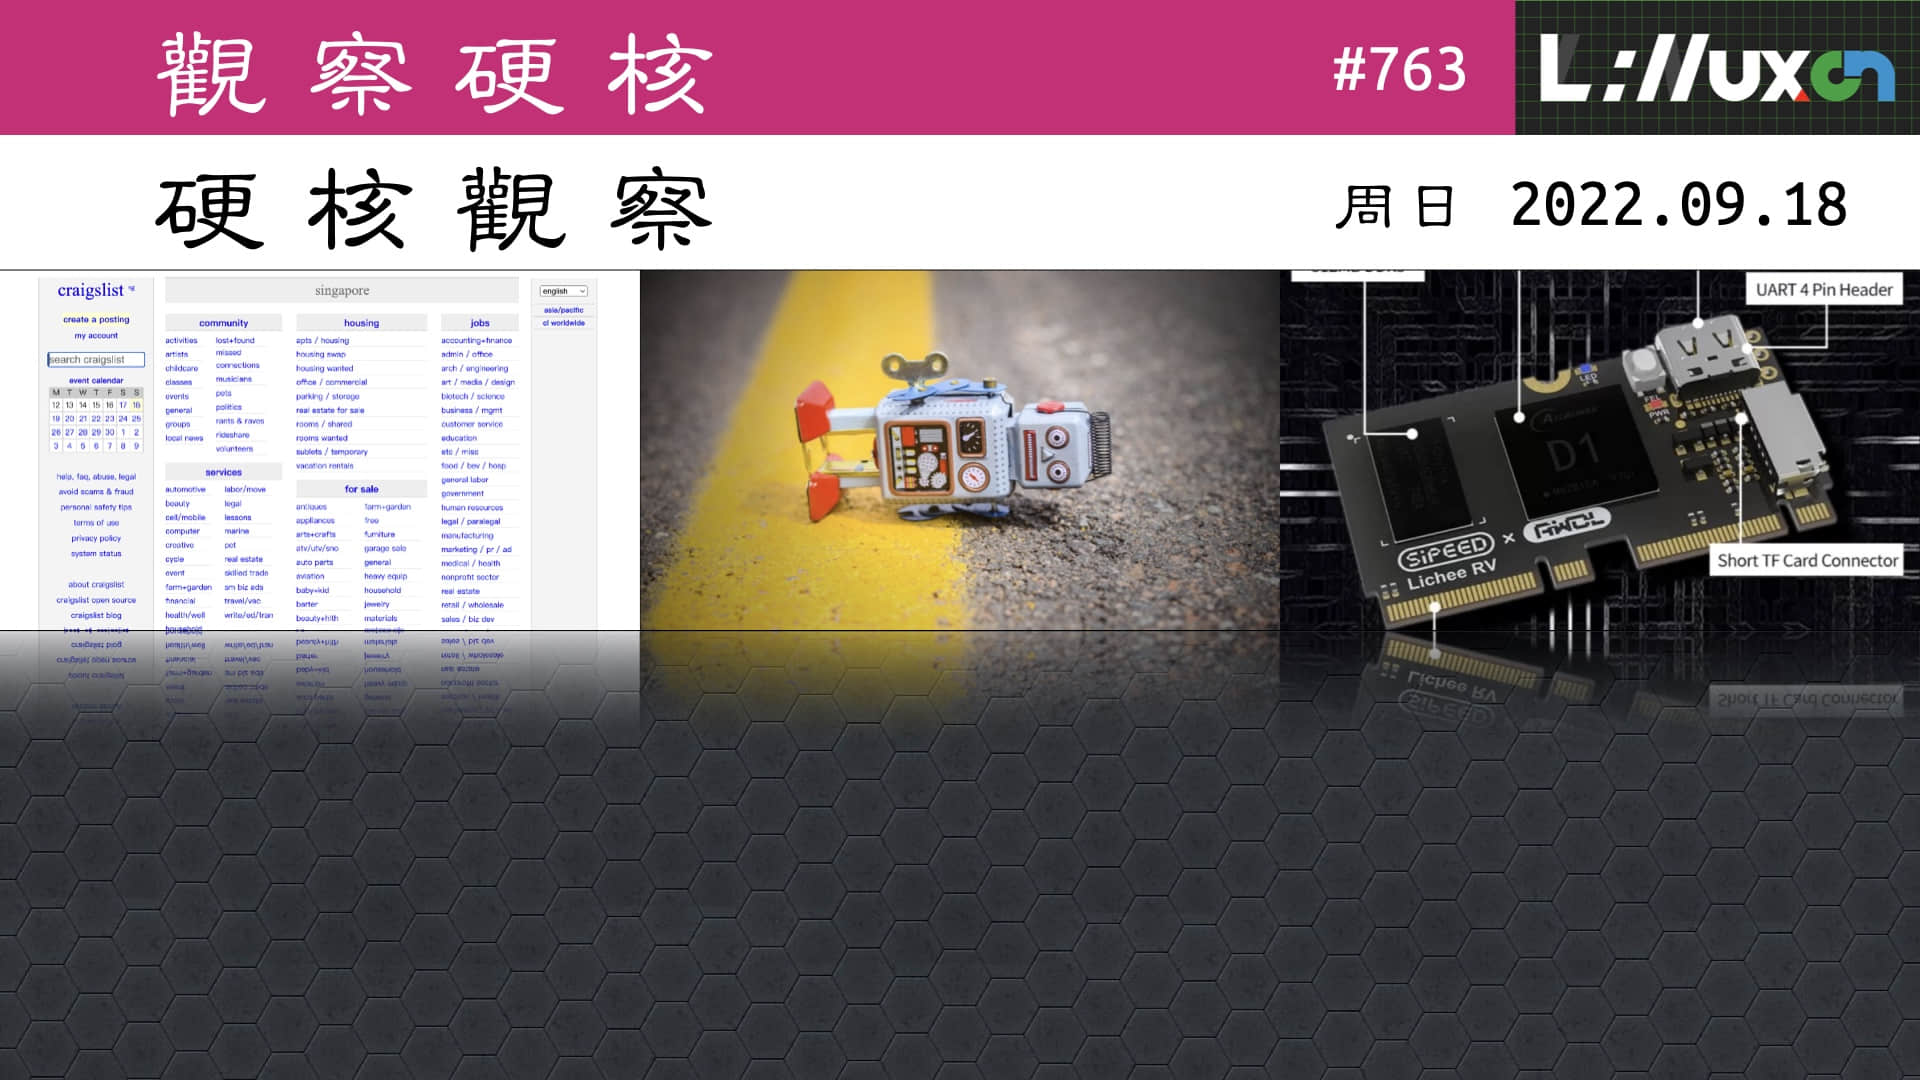 觀察硬核
#763
L://uxcn
硬核觀察
周日 2022.09.18
craigslist sg
create a posting
my account
search craigslist
event calendar
M T W T F S S
12 13 14 15 16 17 18
19 20 21 22 23 24 25
26 27 28 29 30 1 2
3 4 5 6 7 8 9
help, faq, abuse, legal
avoid scams & fraud
personal safety tips
terms of use
privacy policy
system status
about craigslist
craigslist open source
craigslist blog
singapore
community
activities
artists
childcare
classes
events
general
groups
local news
lost+found
missed
connections
musicians
pets
politics
rants & raves
rideshare
volunteers
services
automotive
beauty
cell/mobile
computer
creative
cycle
event
farm+garden
financial
health/well
household
labor/move
legal
lessons
marine
pet
real estate
skilled trade
sm biz ads
travel/vac
write/ed/tran
housing
apts / housing
housing swap
housing wanted
office / commercial
parking / storage
real estate for sale
rooms / shared
rooms wanted
sublets / temporary
vacation rentals
for sale
antiques
appliances
arts+crafts
atv/utv/sno
auto parts
aviation
baby+kid
barter
beauty+hlth
farm+garden
free
furniture
garage sale
general
heavy equip
household
jewelry
materials
jobs
accounting+finance
admin / office
arch / engineering
art / media / design
biotech / science
business / mgmt
customer service
education
etc / misc
food / bev / hosp
general labor
government
human resources
legal / paralegal
manufacturing
marketing / pr / ad
medical / health
nonprofit sector
real estate
retail / wholesale
sales / biz dev
english
asia/pacific
cl worldwide
UART 4 Pin Header
LED
FEL
PWR
D1
SiPEED × AWOL
Lichee RV
Short TF Card Connector